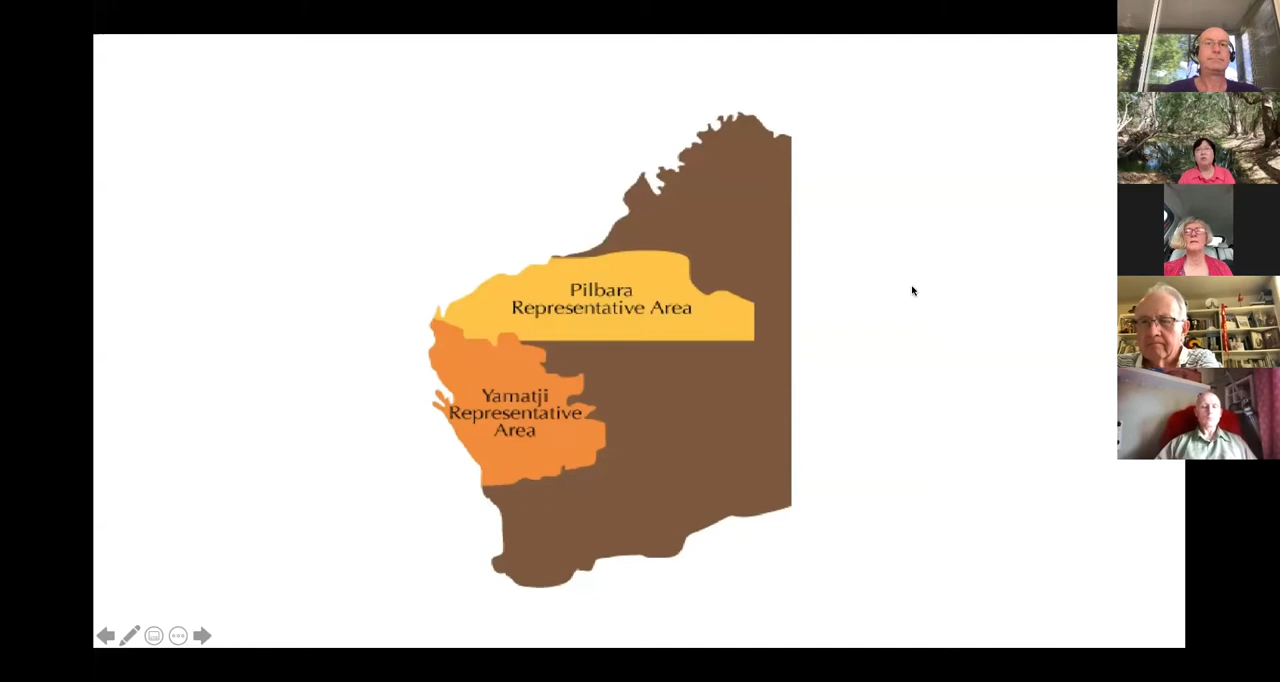 Pilbara
Representative Area
Yamatji
Representative
Area